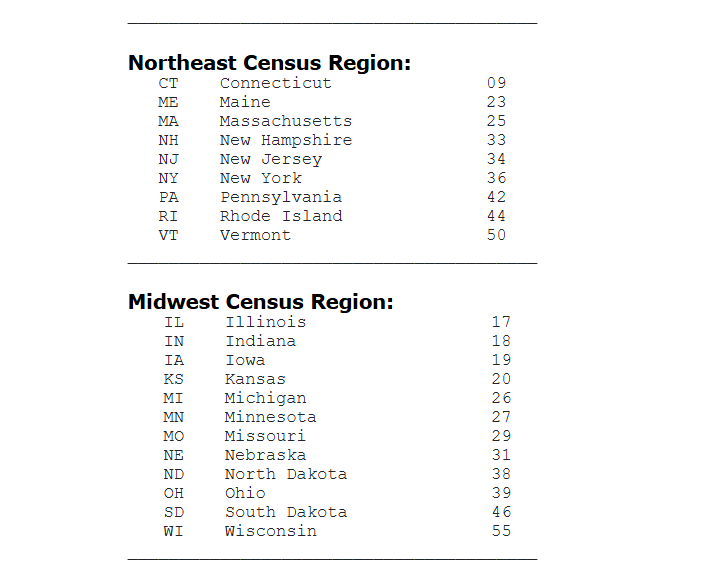 Northeast Census Region:
CT Connecticut 09
ME Maine 23
MA Massachusetts 25
NH New Hampshire 33
NJ New Jersey 34
NY New York 36
PA Pennsylvania 42
RI Rhode Island 44
VT Vermont 50
Midwest Census Region:
IL Illinois 17
IN Indiana 18
IA Iowa 19
KS Kansas 20
MI Michigan 26
MN Minnesota 27
MO Missouri 29
NE Nebraska 31
ND North Dakota 38
OH Ohio 39
SD South Dakota 46
WI Wisconsin 55